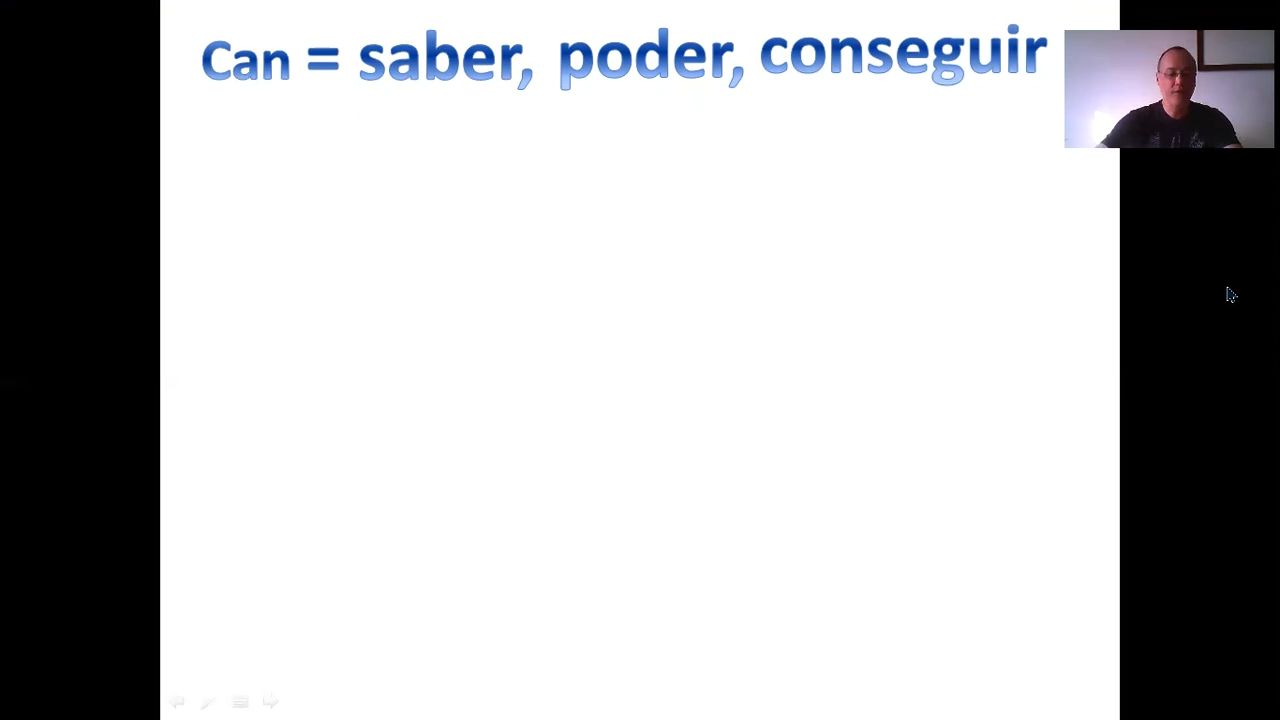 Can = saber, poder, conseguir